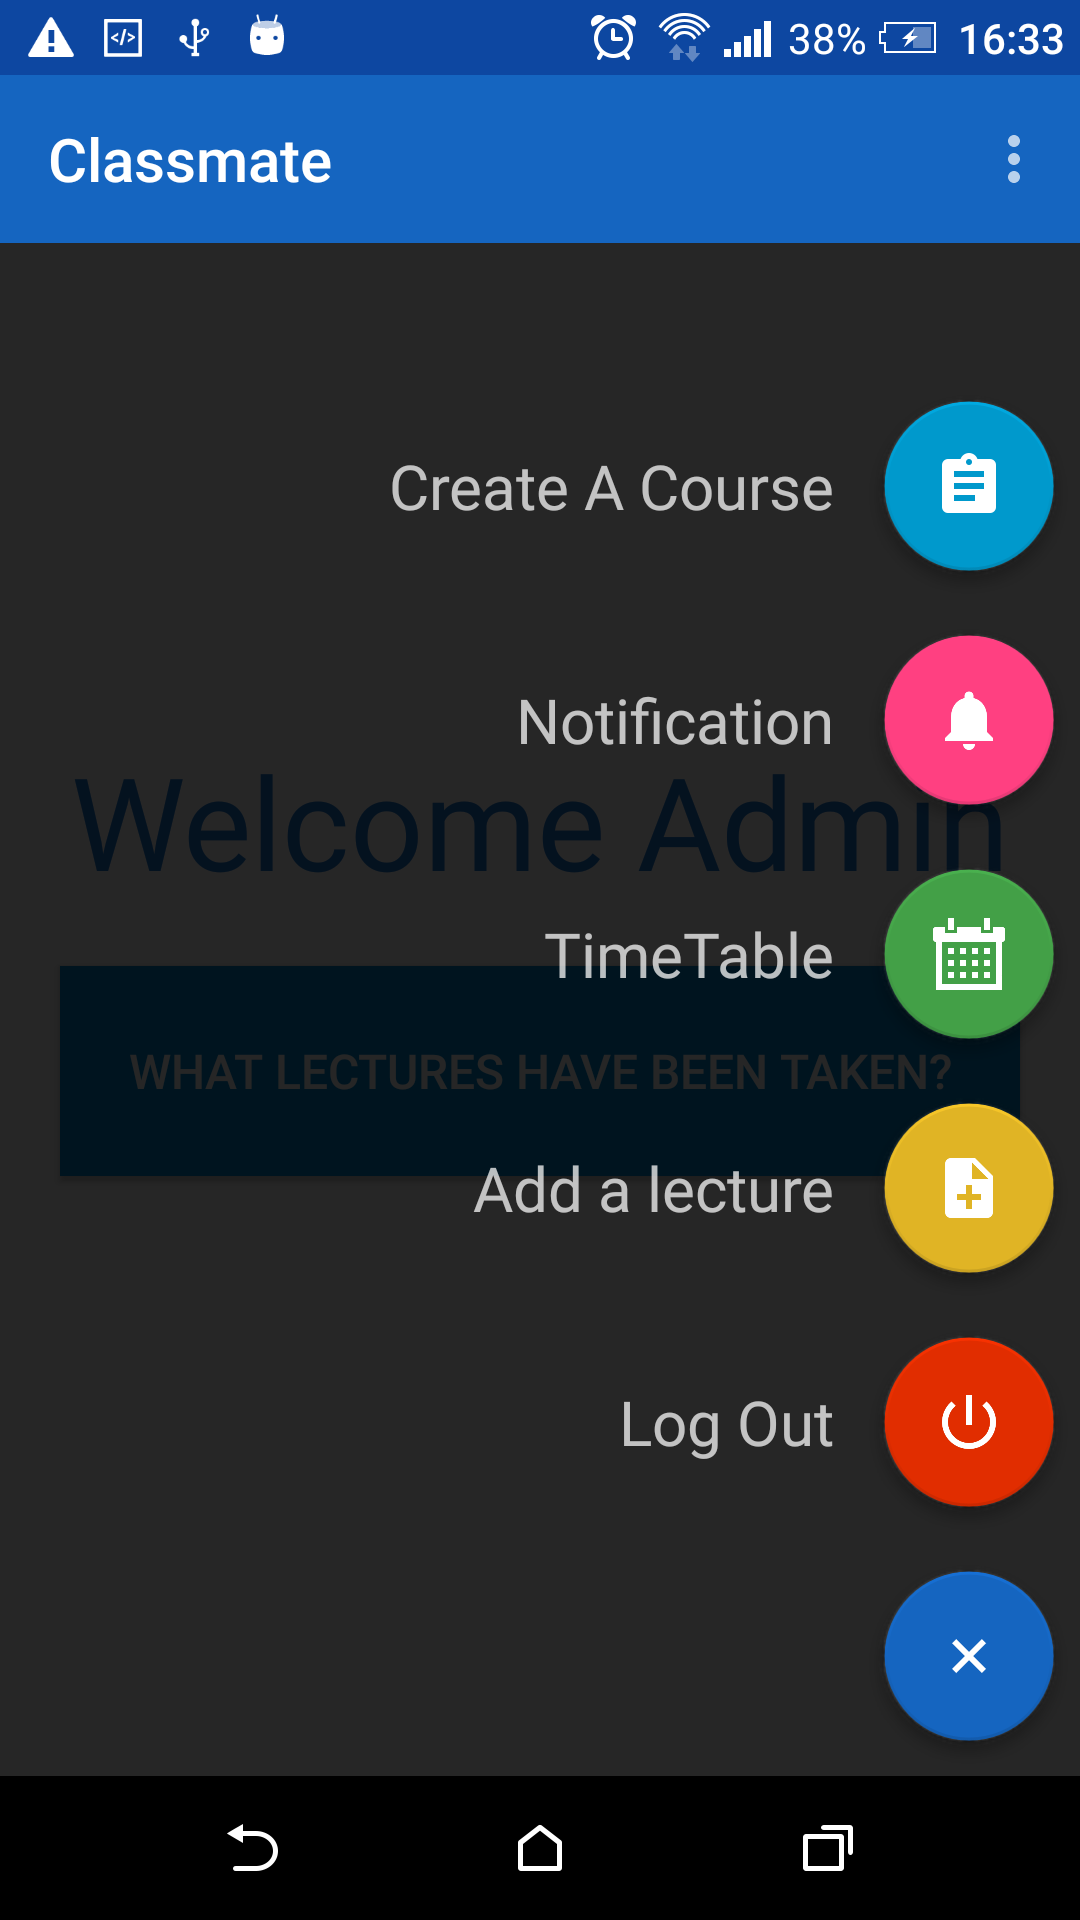 38% 16:33
Classmate
Create A Course
Notification
Welcome Admin
TimeTable
WHAT LECTURES HAVE BEEN TAKEN?
Add a lecture
Log Out